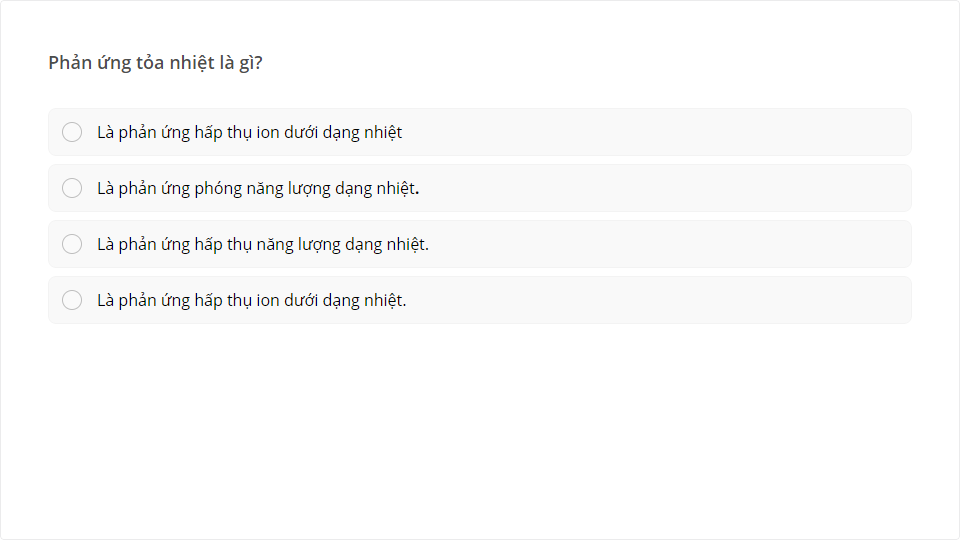 Phản ứng tỏa nhiệt là gì?
Là phản ứng hấp thụ ion dưới dạng nhiệt
Là phản ứng phóng năng lượng dạng nhiệt.
Là phản ứng hấp thụ năng lượng dạng nhiệt.
Là phản ứng hấp thụ ion dưới dạng nhiệt.